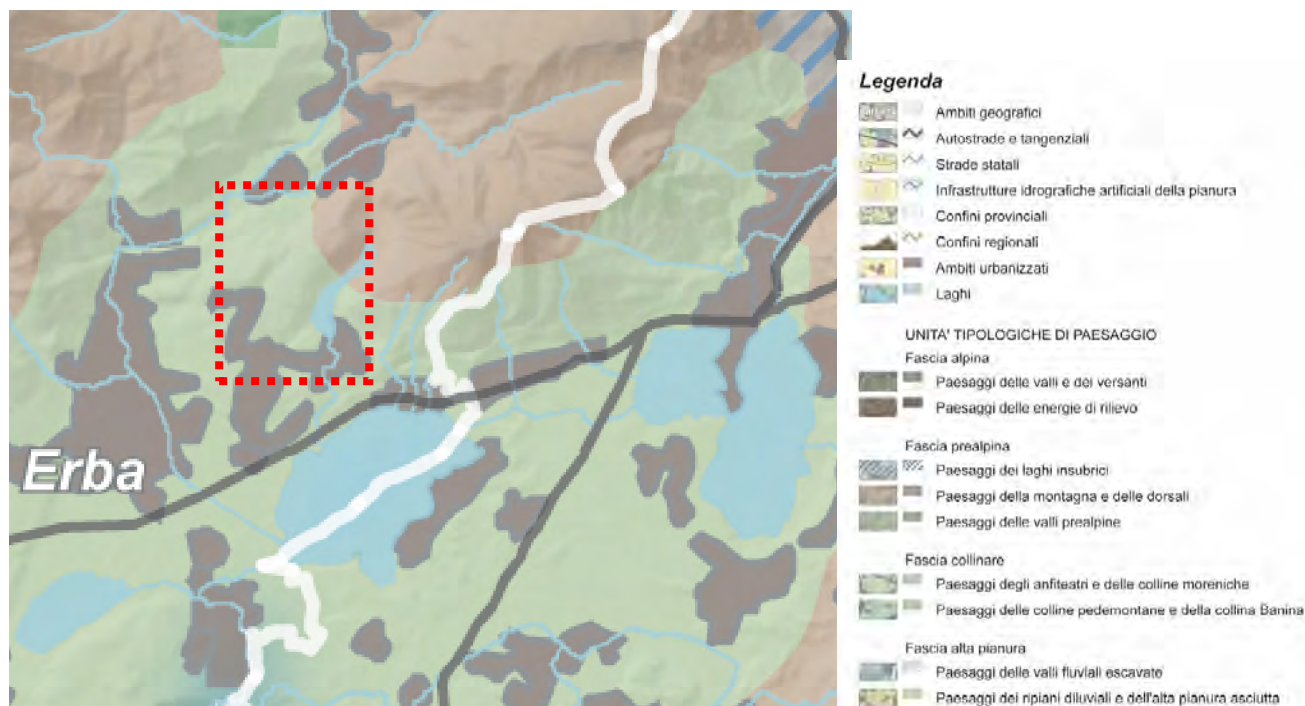 Erba
Legenda
Ambiti geografici
Autostrade e tangenziali
Strade statali
Infrastrutture idrografiche artificiali della pianura
Confini provinciali
Confini regionali
Ambiti urbanizzati
Laghi
UNITA' TIPOLOGICHE DI PAESAGGIO
Fascia alpina
Paesaggi delle valli e dei versanti
Paesaggi delle energie di rilievo
Fascia prealpina
Paesaggi dei laghi insubrici
Paesaggi della montagna e delle dorsali
Paesaggi delle valli prealpine
Fascia collinare
Paesaggi degli anfiteatri e delle colline moreniche
Paesaggi delle colline pedemontane e della collina Banina
Fascia alta pianura
Paesaggi delle valli fluviali escavate
Paesaggi dei ripiani diluviali e dell'alta pianura asciutta